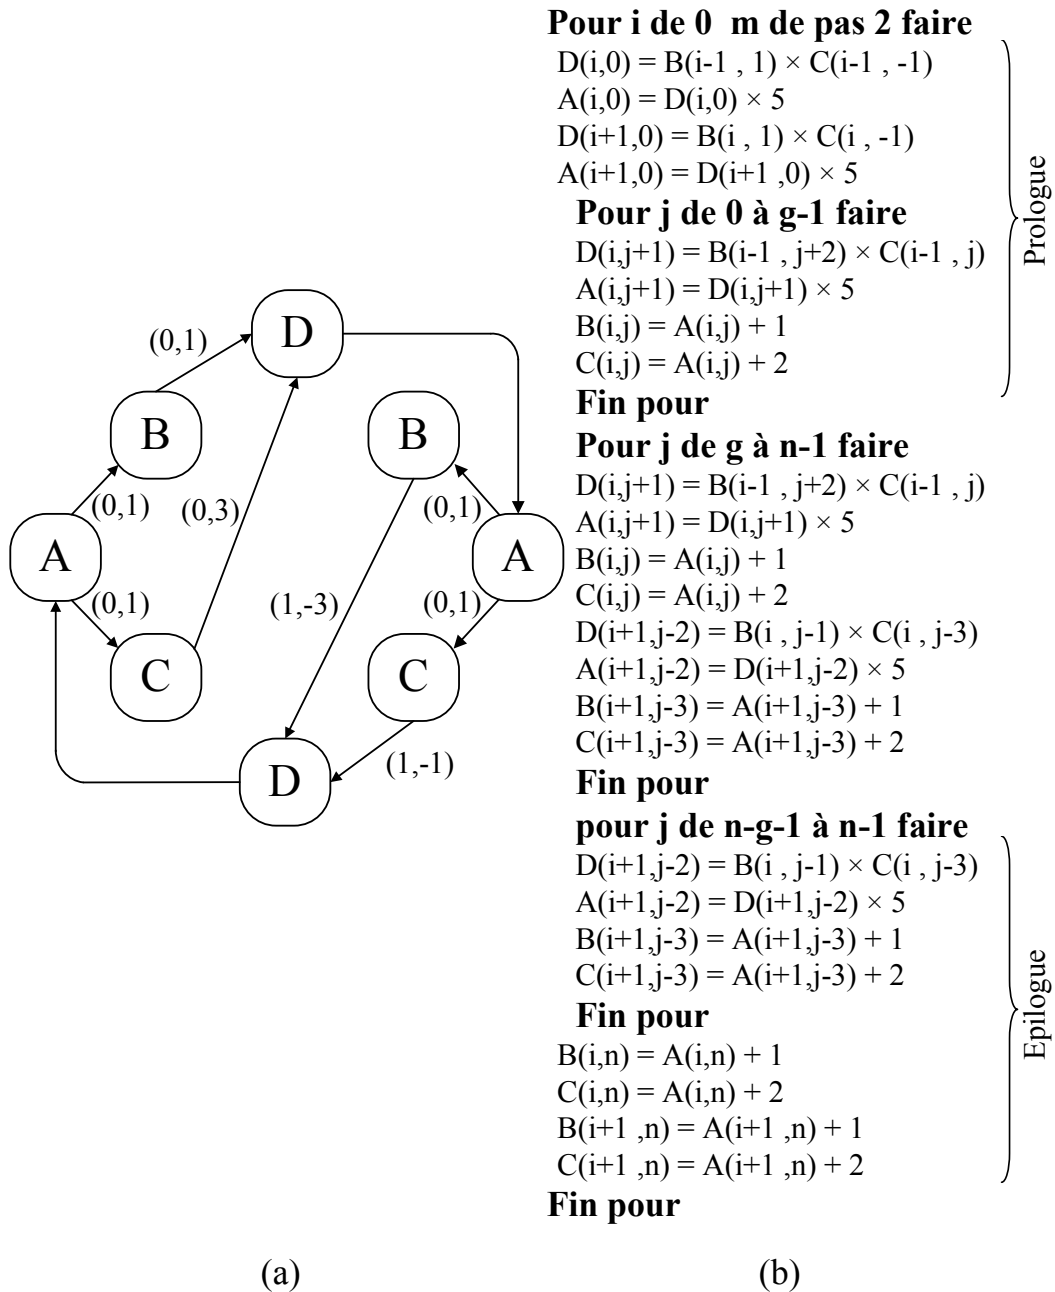 D
(0,1)
B
B
A
(0,1)
(0,3)
(0,1)
A
(0,1)
(1,-3)
(0,1)
C
C
D
(1,-1)
(a)
Pour i de 0  m de pas 2 faire
D(i,0) = B(i-1 , 1) × C(i-1 , -1)
A(i,0) = D(i,0) × 5
D(i+1,0) = B(i , 1) × C(i , -1)
A(i+1,0) = D(i+1 ,0) × 5
Pour j de 0 à g-1 faire
D(i,j+1) = B(i-1 , j+2) × C(i-1 , j)
A(i,j+1) = D(i,j+1) × 5
B(i,j) = A(i,j) + 1
C(i,j) = A(i,j) + 2
Fin pour
Prologue
Pour j de g à n-1 faire
D(i,j+1) = B(i-1 , j+2) × C(i-1 , j)
A(i,j+1) = D(i,j+1) × 5
B(i,j) = A(i,j) + 1
C(i,j) = A(i,j) + 2
D(i+1,j-2) = B(i , j-1) × C(i , j-3)
A(i+1,j-2) = D(i+1,j-2) × 5
B(i+1,j-3) = A(i+1,j-3) + 1
C(i+1,j-3) = A(i+1,j-3) + 2
Fin pour
pour j de n-g-1 à n-1 faire
D(i+1,j-2) = B(i , j-1) × C(i , j-3)
A(i+1,j-2) = D(i+1,j-2) × 5
B(i+1,j-3) = A(i+1,j-3) + 1
C(i+1,j-3) = A(i+1,j-3) + 2
Fin pour
B(i,n) = A(i,n) + 1
C(i,n) = A(i,n) + 2
B(i+1 ,n) = A(i+1 ,n) + 1
C(i+1 ,n) = A(i+1 ,n) + 2
Epilogue
Fin pour
(b)